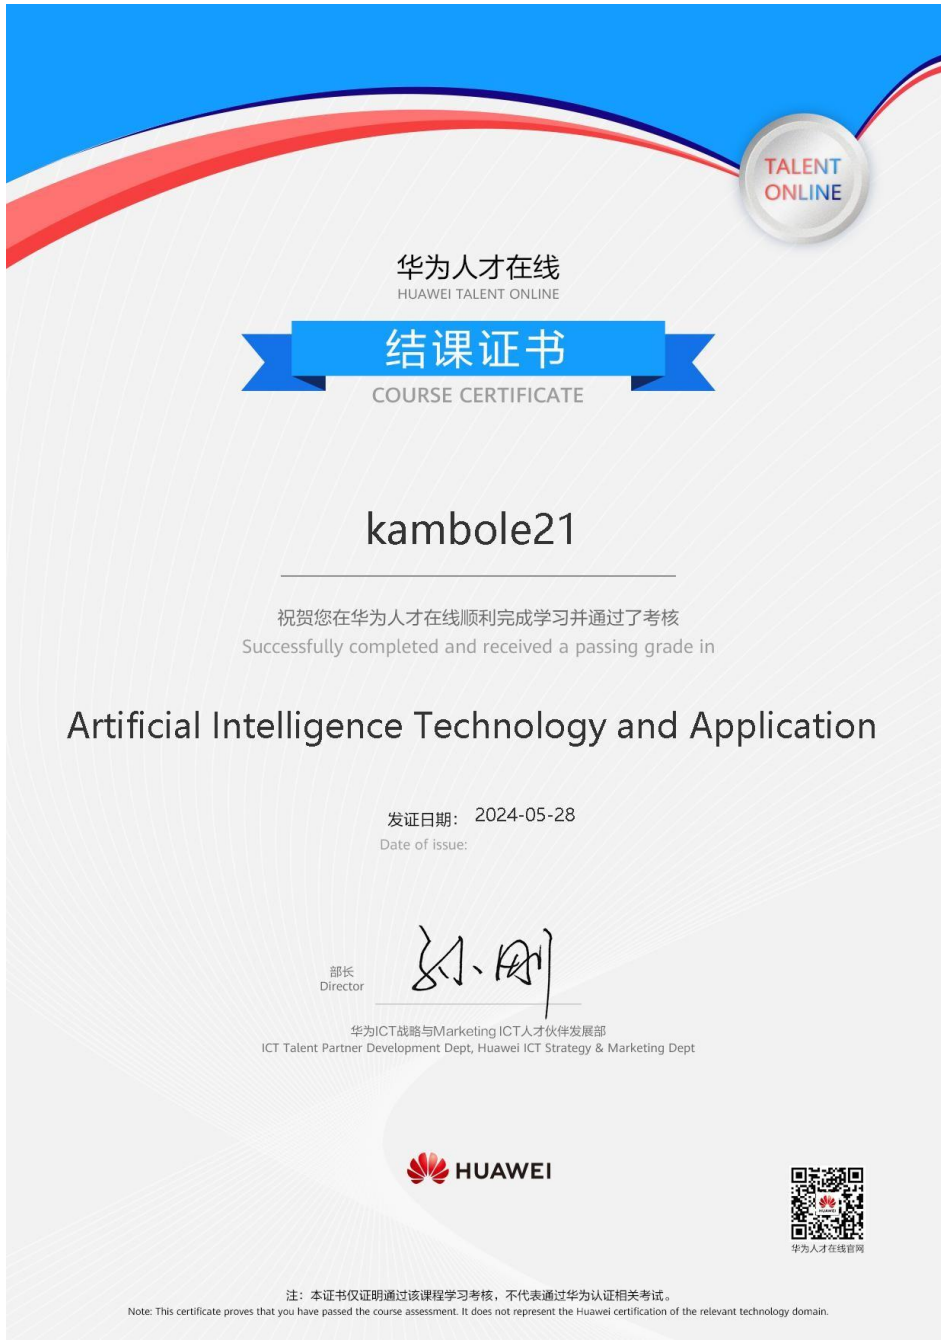 TALENT
ONLINE
华为人才在线
HUAWEI TALENT ONLINE
结课证书
COURSE CERTIFICATE
kambole21
祝贺您在华为人才在线顺利完成学习并通过了考核
Successfully completed and received a passing grade in
Artificial Intelligence Technology and Application
发证日期: 2024-05-28
Date of issue:
孙刚
部长
Director
华为ICT战略与Marketing ICT人才伙伴发展部
ICT Talent Partner Development Dept, Huawei ICT Strategy & Marketing Dept
HUAWEI
HUAWEI
华为人才在线官网
注：本证书仅证明通过该课程学习考核，不代表通过华为认证相关考试。
Note: This certificate proves that you have passed the course assessment. It does not represent the Huawei certification of the relevant technology domain.